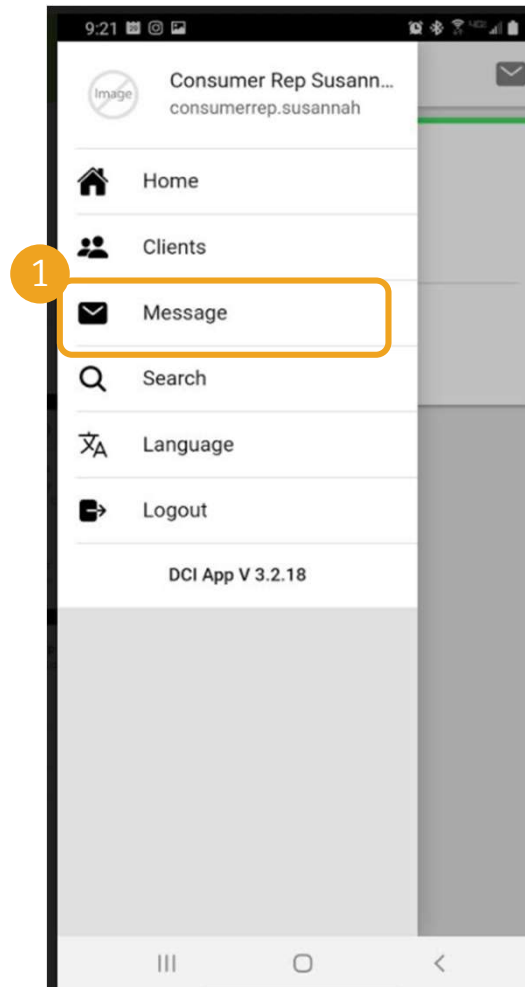 9:21
Image
Consumer Rep Susann...
consumerrep.susannah
Home
Clients
1
Message
Search
Language
Logout
DCI App V 3.2.18